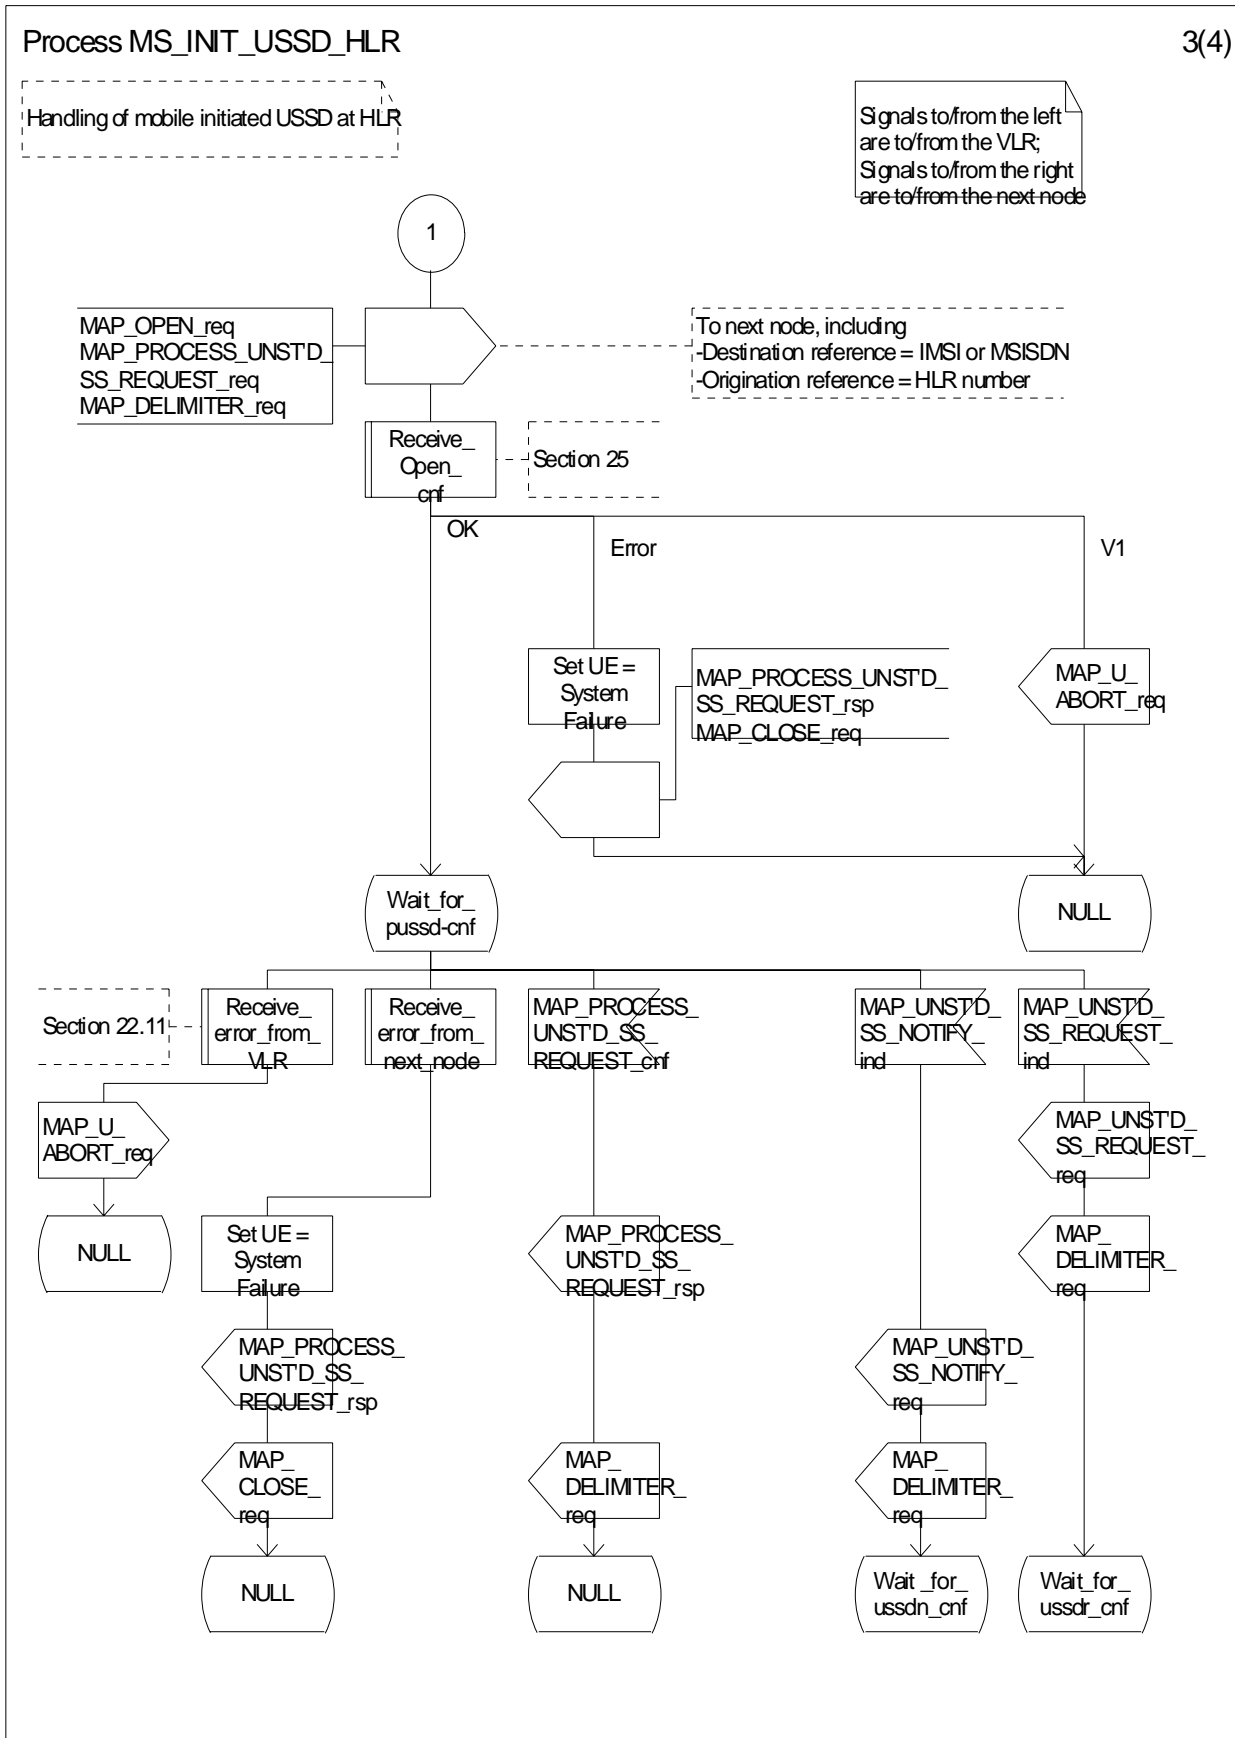 Process MS_INIT_USSD_HLR
3(4)
Handling of mobile initiated USSD at HLR
Signals to/from the left
are to/from the VLR;
Signals to/from the right
are to/from the next node
1
MAP_OPEN_req
MAP_PROCESS_UNST'D_
SS_REQUEST_req
MAP_DELIMITER_req
To next node, including
-Destination reference = IMSI or MSISDN
-Origination reference = HLR number
Receive_
Open_
cnf
Section 25
OK
Error
V1
Set UE =
System
Failure
MAP_PROCESS_UNST'D_
SS_REQUEST_rsp
MAP_CLOSE_req
MAP_U_
ABORT_req
Wait_for_
pussd-cnf
NULL
Section 22.11
Receive_
error_from_
VLR
Receive_
error_from_
next_node
MAP_PROCESS_
UNST'D_SS_
REQUEST_cnf
MAP_UNST'D_
SS_NOTIFY_
ind
MAP_UNST'D_
SS_REQUEST_
ind
MAP_U_
ABORT_req
MAP_UNST'D_
SS_REQUEST_
req
NULL
Set UE =
System
Failure
MAP_PROCESS_
UNST'D_SS_
REQUEST_rsp
MAP_
DELIMITER_
req
MAP_PROCESS_
UNST'D_SS_
REQUEST_rsp
MAP_UNST'D_
SS_NOTIFY_
req
MAP_
CLOSE_
req
MAP_
DELIMITER_
req
MAP_
DELIMITER_
req
NULL
NULL
Wait _for_
ussdn_cnf
Wait_for_
ussdr_cnf